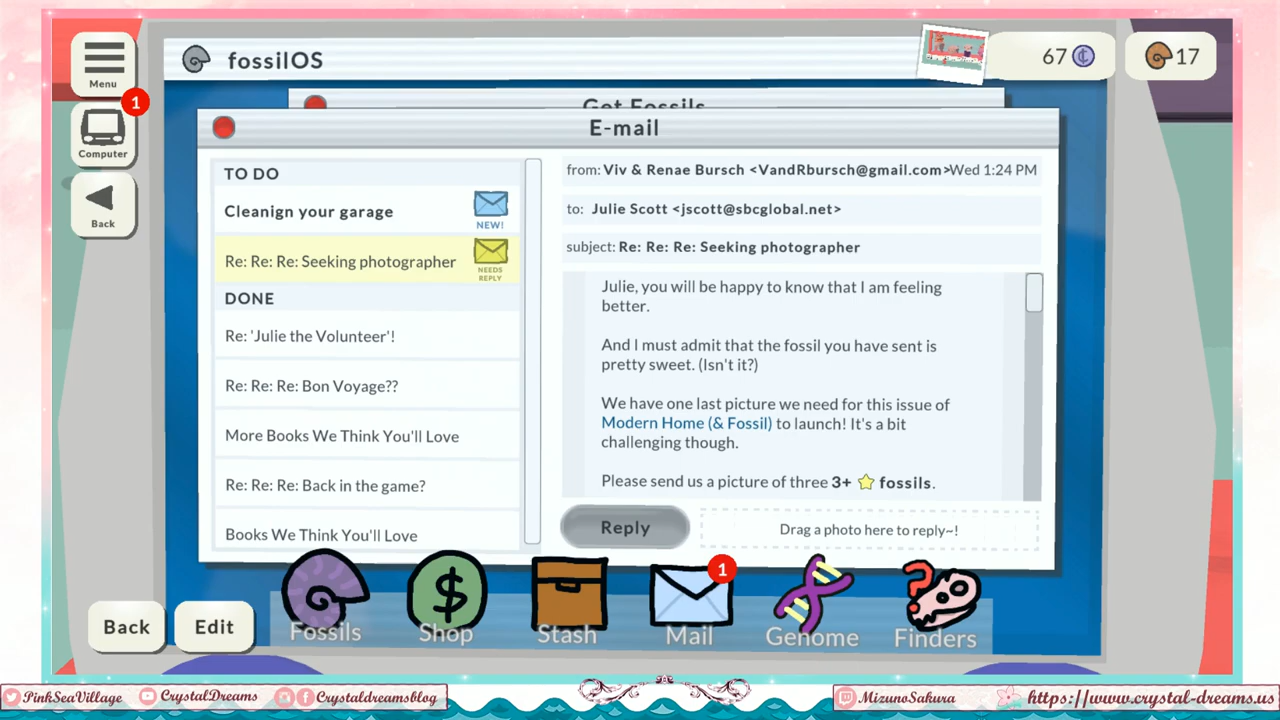 Menu
1
Computer
Back
fossilOS
67
17
Get Fossils
E-mail
TO DO
Cleanign your garage
NEW!
Re: Re: Re: Seeking photographer
NEEDS
REPLY
DONE
Re: 'Julie the Volunteer'!
Re: Re: Re: Bon Voyage??
More Books We Think You'll Love
Re: Re: Re: Back in the game?
Books We Think You'll Love
from: Viv & Renae Bursch <VandRbursch@gmail.com>Wed 1:24 PM
to: Julie Scott <jscott@sbcglobal.net>
subject: Re: Re: Re: Seeking photographer
Julie, you will be happy to know that I am feeling
better.
And I must admit that the fossil you have sent is
pretty sweet. (Isn't it?)
We have one last picture we need for this issue of
Modern Home (& Fossil) to launch! It's a bit
challenging though.
Please send us a picture of three 3+ fossils.
Reply
Drag a photo here to reply~!
Back
Edit
Fossils
$
Shop
Stash
1
Mail
Genome
?
Finders
PinkSeaVillage
CrystalDreams
Crystaldreamsblog
MizunoSakura
https://www.crystal-dreams.us